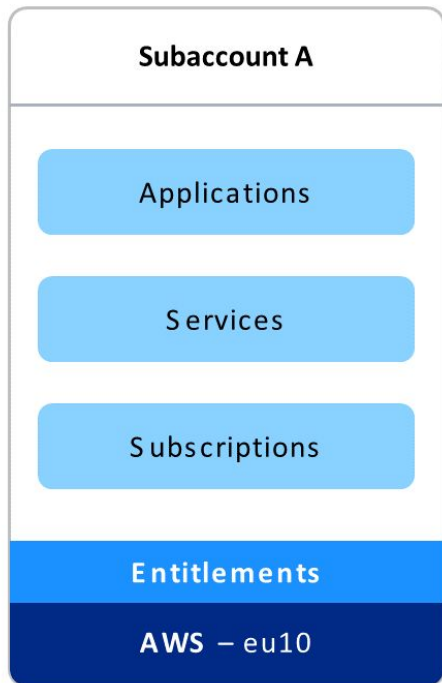 Subaccount A
Applications
Services
Subscriptions
Entitlements
AWS – eu10